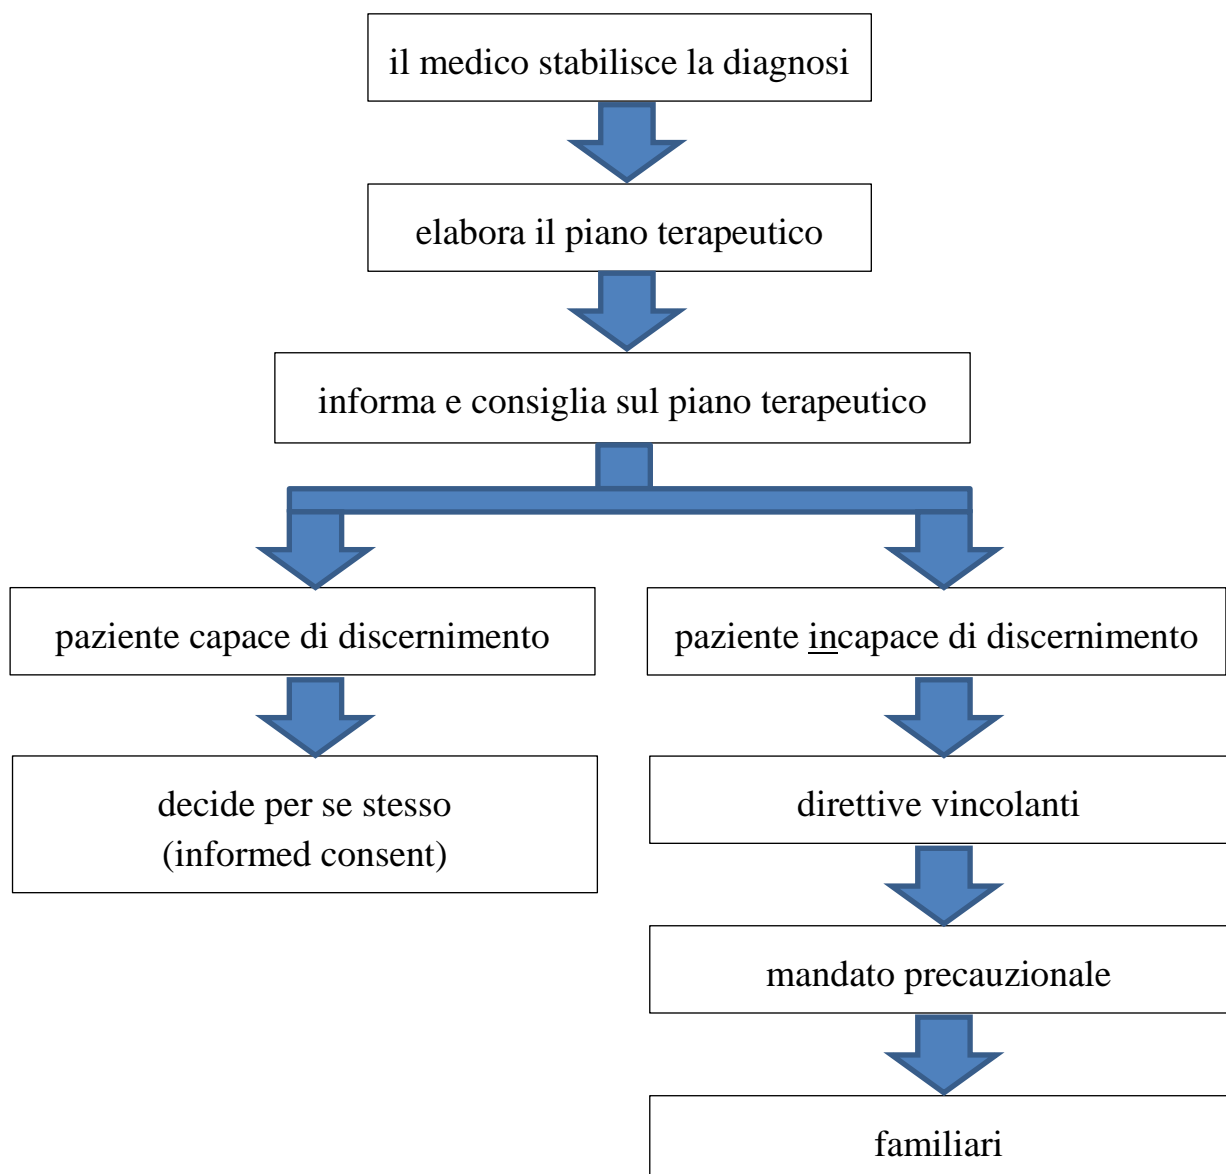 il medico stabilisce la diagnosi
elabora il piano terapeutico
informa e consiglia sul piano terapeutico
paziente capace di discernimento
decide per se stesso
(informed consent)
paziente incapace di discernimento
direttive vincolanti
mandato precauzionale
familiari